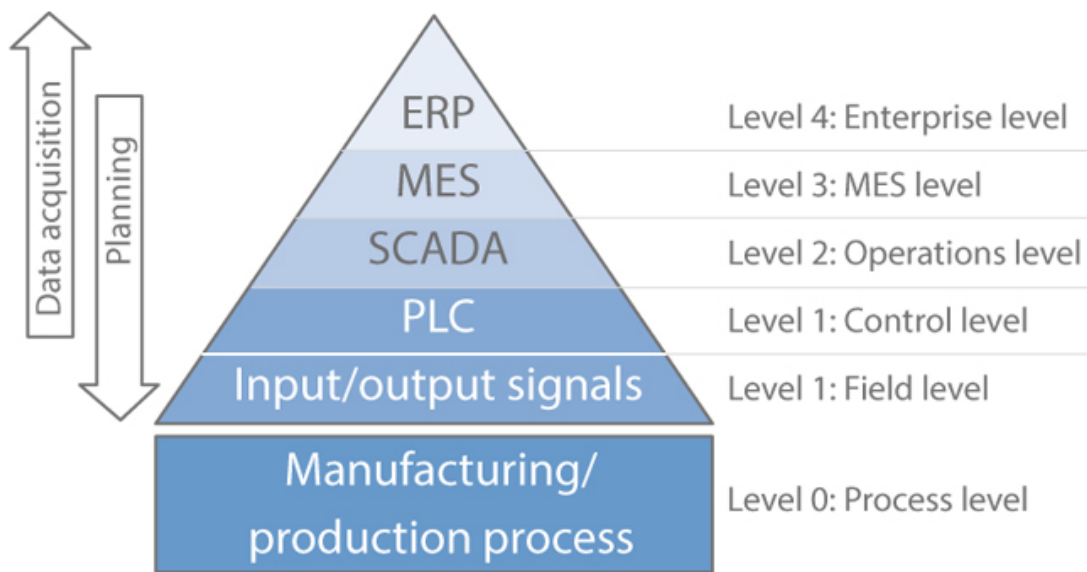 Data acquisition
Planning
ERP
Level 4: Enterprise level
MES
Level 3: MES level
SCADA
Level 2: Operations level
PLC
Level 1: Control level
Input/output signals
Level 1: Field level
Manufacturing/
production process
Level 0: Process level